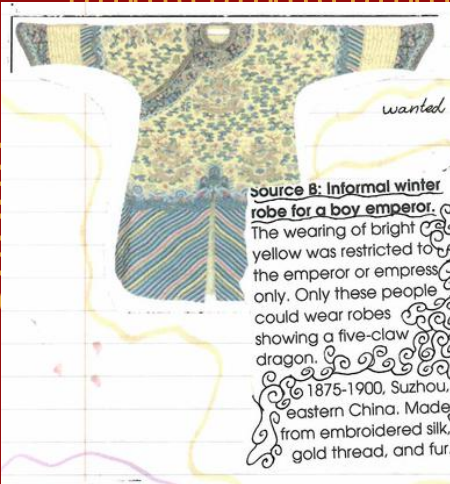 wanted
Source B: Informal winter
robe for a boy emperor.
The wearing of bright
yellow was restricted to
the emperor or empress
only. Only these people
could wear robes
showing a five-claw
dragon.
1875-1900, Suzhou,
eastern China. Made
from embroidered silk,
gold thread, and fur.